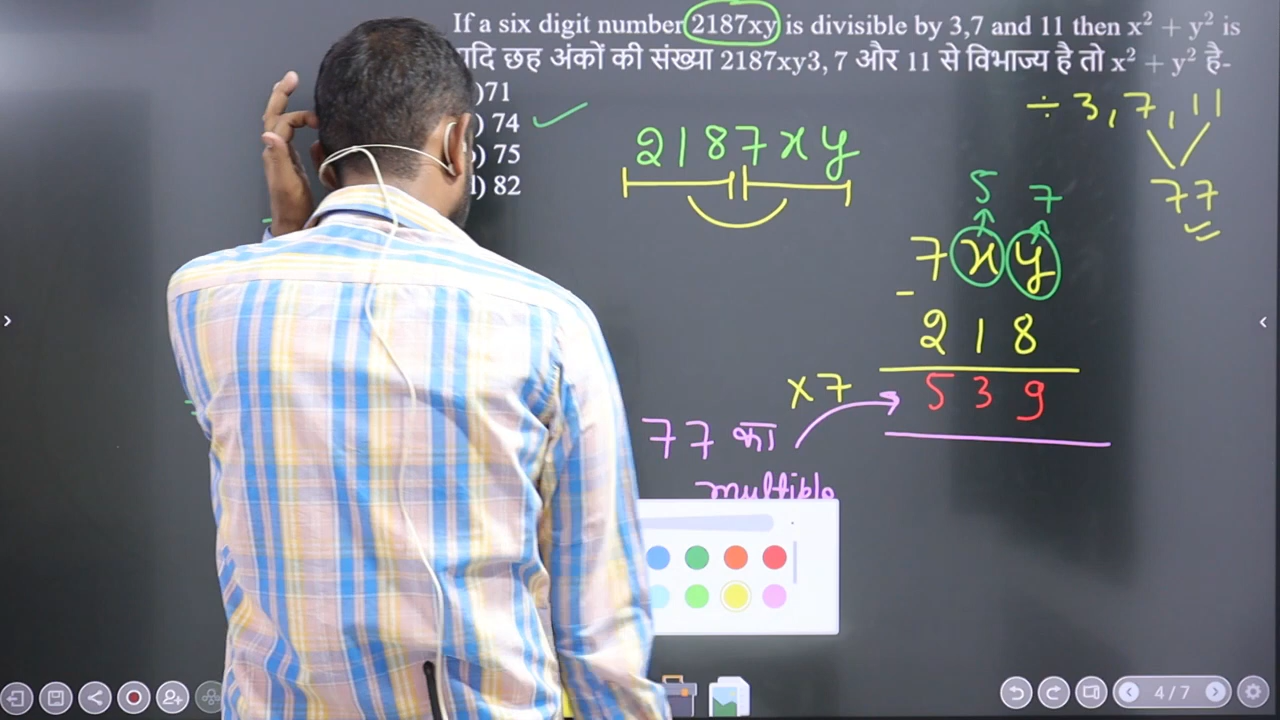 If a six digit number 2187xy is divisible by 3,7 and 11 then x² + y² is
यदि छह अंकों की संख्या 2187xy3, 7 और 11 से विभाज्य है तो x² + y² है-
)71
) 74
) 75
) 82
÷ 3, 7, 11
77
2187xy
5 7
7xy
- 218
539
x7
77 का
multiple
4/7